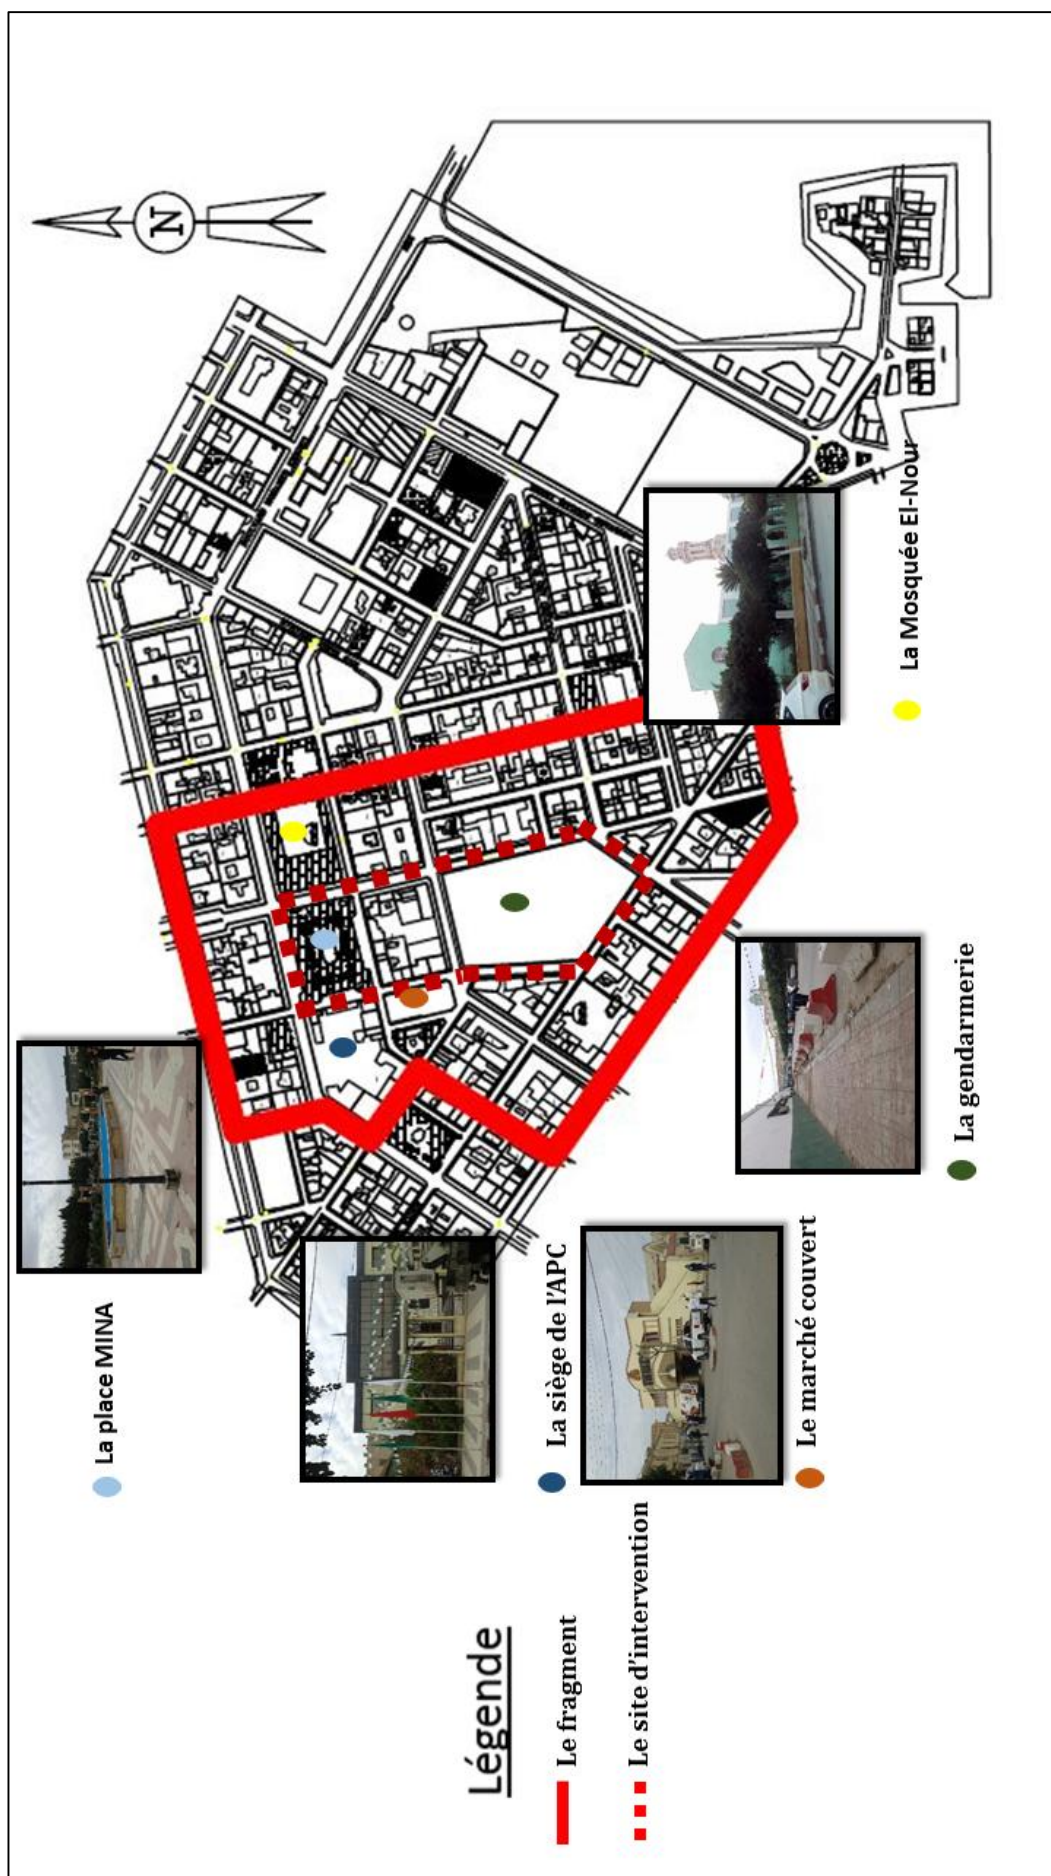 N
La place MINA
La siège de l'APC
Le marché couvert
La gendarmerie
La Mosquée El-Nour
Légende
Le fragment
Le site d'intervention